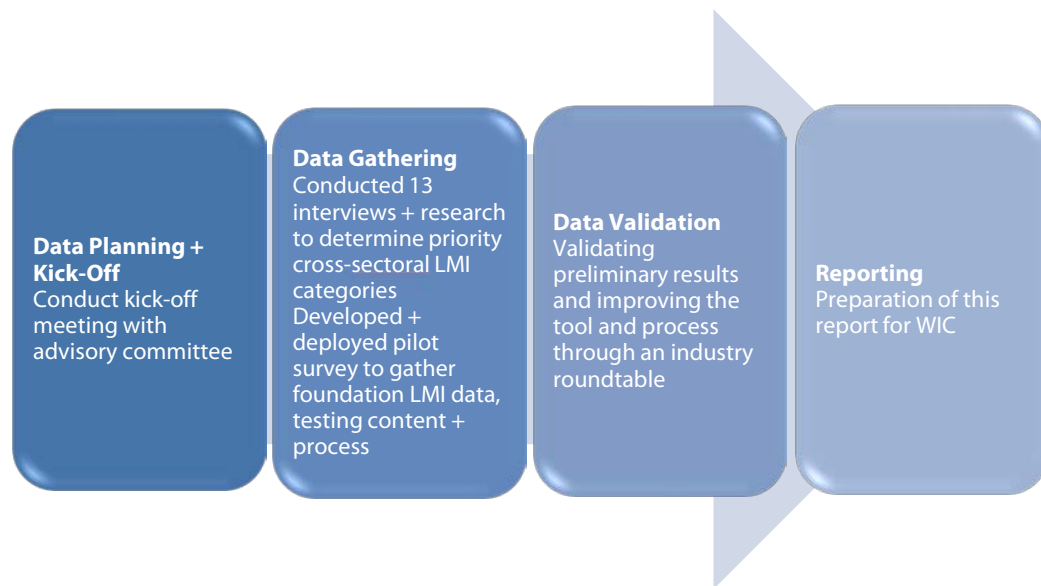 Data Planning +
Kick-Off
Conduct kick-off
meeting with
advisory committee
Data Gathering
Conducted 13
interviews + research
to determine priority
cross-sectoral LMI
categories
Developed +
deployed pilot
survey to gather
foundation LMI data,
testing content +
process
Data Validation
Validating
preliminary results
and improving the
tool and process
through an industry
roundtable
Reporting
Preparation of this
report for WIC